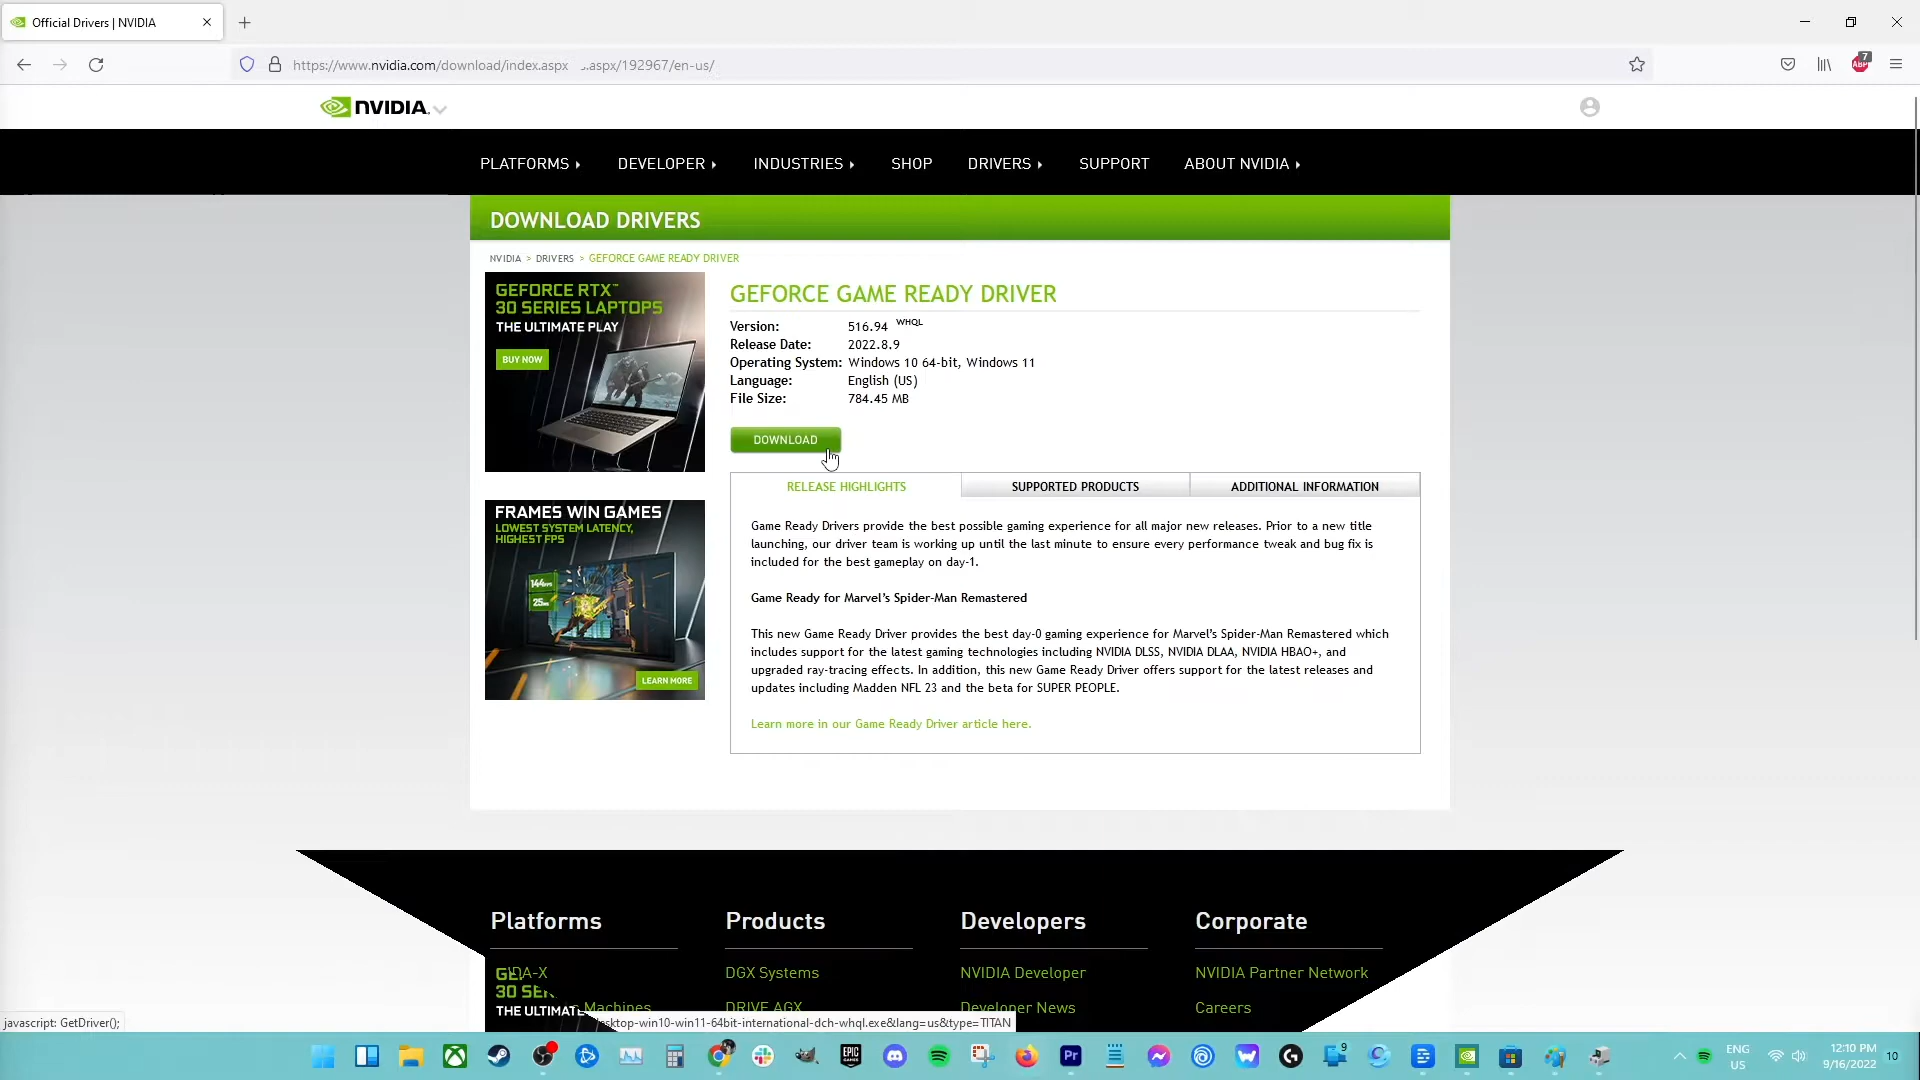 Official Drivers | NVIDIA
https://www.nvidia.com/download/index.aspx .aspx/192967/en-us/
7
ABP
NVIDIA.
PLATFORMS DEVELOPER INDUSTRIES SHOP DRIVERS SUPPORT ABOUT NVIDIA
DOWNLOAD DRIVERS
NVIDIA > DRIVERS > GEFORCE GAME READY DRIVER
GEFORCE RTX™
30 SERIES LAPTOPS
THE ULTIMATE PLAY
BUY NOW
FRAMES WIN GAMES
LOWEST SYSTEM LATENCY,
HIGHEST FPS
144FPS
25ms
LEARN MORE
GEFORCE GAME READY DRIVER
Version: 516.94 WHQL
Release Date: 2022.8.9
Operating System: Windows 10 64-bit, Windows 11
Language: English (US)
File Size: 784.45 MB
DOWNLOAD
RELEASE HIGHLIGHTS SUPPORTED PRODUCTS ADDITIONAL INFORMATION
Game Ready Drivers provide the best possible gaming experience for all major new releases. Prior to a new title
launching, our driver team is working up until the last minute to ensure every performance tweak and bug fix is
included for the best gameplay on day-1.
Game Ready for Marvel's Spider-Man Remastered
This new Game Ready Driver provides the best day-0 gaming experience for Marvel's Spider-Man Remastered which
includes support for the latest gaming technologies including NVIDIA DLSS, NVIDIA DLAA, NVIDIA HBAO+, and
upgraded ray-tracing effects. In addition, this new Game Ready Driver offers support for the latest releases and
updates including Madden NFL 23 and the beta for SUPER PEOPLE.
Learn more in our Game Ready Driver article here.
Platforms Products Developers Corporate
DGX Systems NVIDIA Developer NVIDIA Partner Network
30 SER
Machines DRIVE AGX Developer News Careers
THE ULTIMATE
javascript: GetDriver();
sktop-win10-win11-64bit-international-dch-whql.exe&lang=us&type=TITAN
EPIC GAMES
Pr
9
ENG
US
12:10 PM
9/16/2022
10